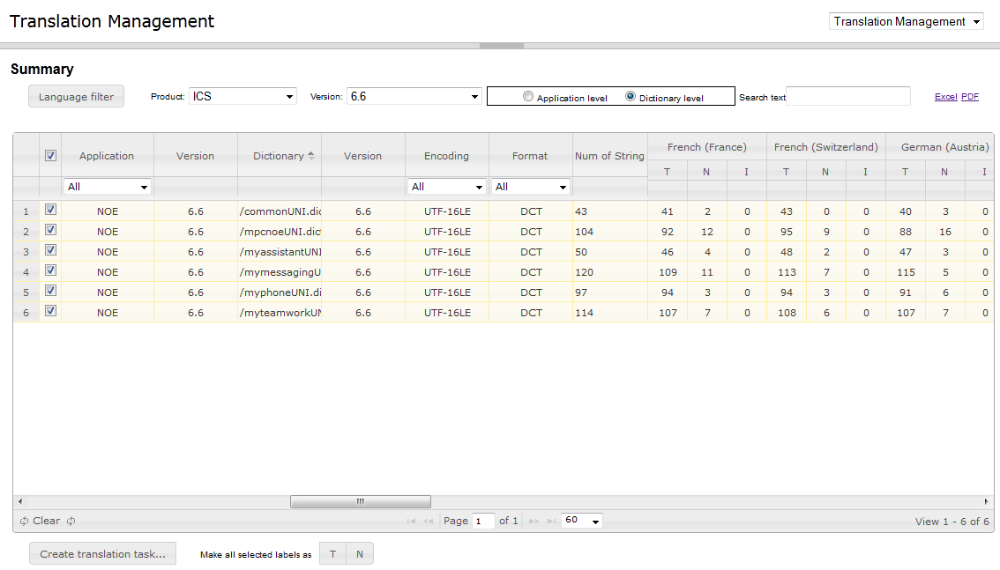 Translation Management Translation Management
Summary
Language filter Product: ICS Version: 6.6 Application level Dictionary level Search text Excel PDF
Application Version Dictionary Version Encoding Format Num of String French (France) French (Switzerland) German (Austria)
T N I T N I T N I
All All All
1 NOE 6.6 /commonUNI.dic 6.6 UTF-16LE DCT 43 41 2 0 43 0 0 40 3 0
2 NOE 6.6 /mpcnoeUNI.dic 6.6 UTF-16LE DCT 104 92 12 0 95 9 0 88 16 0
3 NOE 6.6 /myassistantUNI 6.6 UTF-16LE DCT 50 46 4 0 48 2 0 47 3 0
4 NOE 6.6 /mymessagingU 6.6 UTF-16LE DCT 120 109 11 0 113 7 0 115 5 0
5 NOE 6.6 /myphoneUNI.di 6.6 UTF-16LE DCT 97 94 3 0 94 3 0 91 6 0
6 NOE 6.6 /myteamworkUN 6.6 UTF-16LE DCT 114 107 7 0 108 6 0 107 7 0
Clear Page 1 of 1 60 View 1 - 6 of 6
Create translation task... Make all selected labels as T N